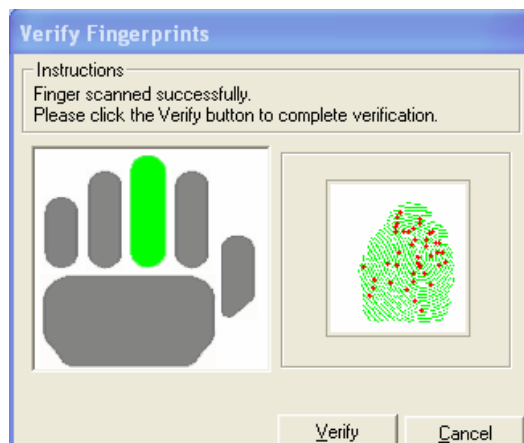 Verify Fingerprints
Instructions
Finger scanned successfully.
Please click the Verify button to complete verification.
Verify
Cancel